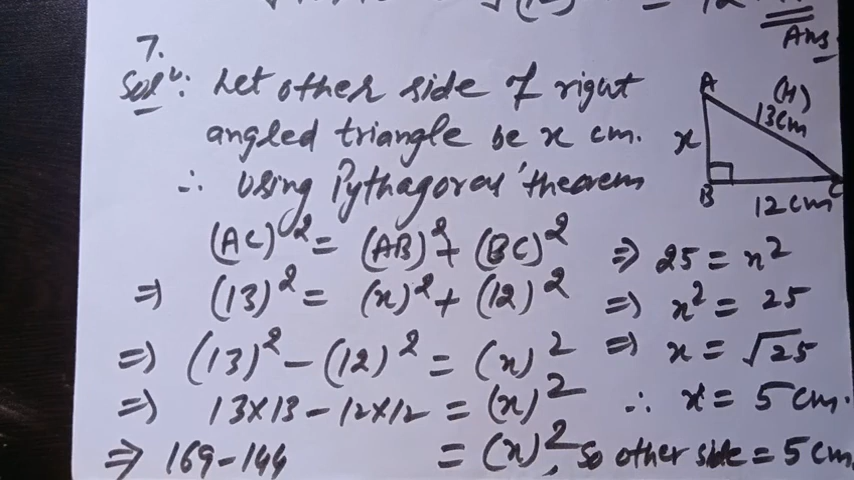 12
Ans
7.
Solⁿ: Let other side of right
angled triangle be x cm.
∴ Using Pythagoras' theorem
(AC)² = (AB)² + (BC)²
⇒ (13)² = (x)² + (12)²
⇒ (13)² − (12)² = (x)²
⇒ 13×13 − 12×12 = (x)²
⇒ 169 − 144 = (x)²
A
(H)
13cm
x
B
12cm
C
⇒ 25 = x²
⇒ x² = 25
⇒ x = √25
∴ x = 5 cm.
, So other side = 5 cm.